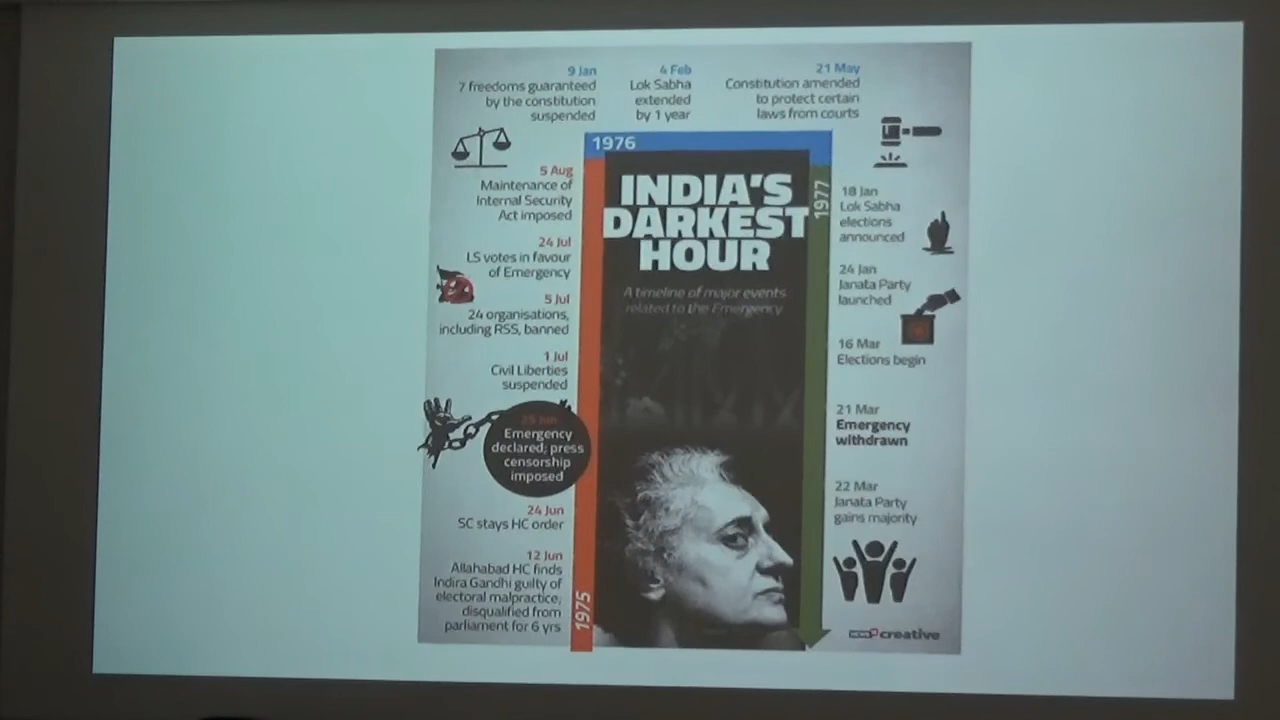 9 Jan
7 freedoms guaranteed
by the constitution
suspended
4 Feb
Lok Sabha
extended
by 1 year
21 May
Constitution amended
to protect certain
laws from courts
1976
5 Aug
Maintenance of
Internal Security
Act imposed
24 Jul
LS votes in favour
of Emergency
5 Jul
24 organisations,
including RSS, banned
1 Jul
Civil Liberties
suspended
25 Jun
Emergency
declared; press
censorship
imposed
24 Jun
SC stays HC order
12 Jun
Allahabad HC finds
Indira Gandhi guilty of
electoral malpractice,
disqualified from
parliament for 6 yrs
1975
INDIA'S
DARKEST
HOUR
A timeline of major events
related to the Emergency
1977
18 Jan
Lok Sabha
elections
announced
24 Jan
Janata Party
launched
16 Mar
Elections begin
21 Mar
Emergency
withdrawn
22 Mar
Janata Party
gains majority
NEWS18 creative